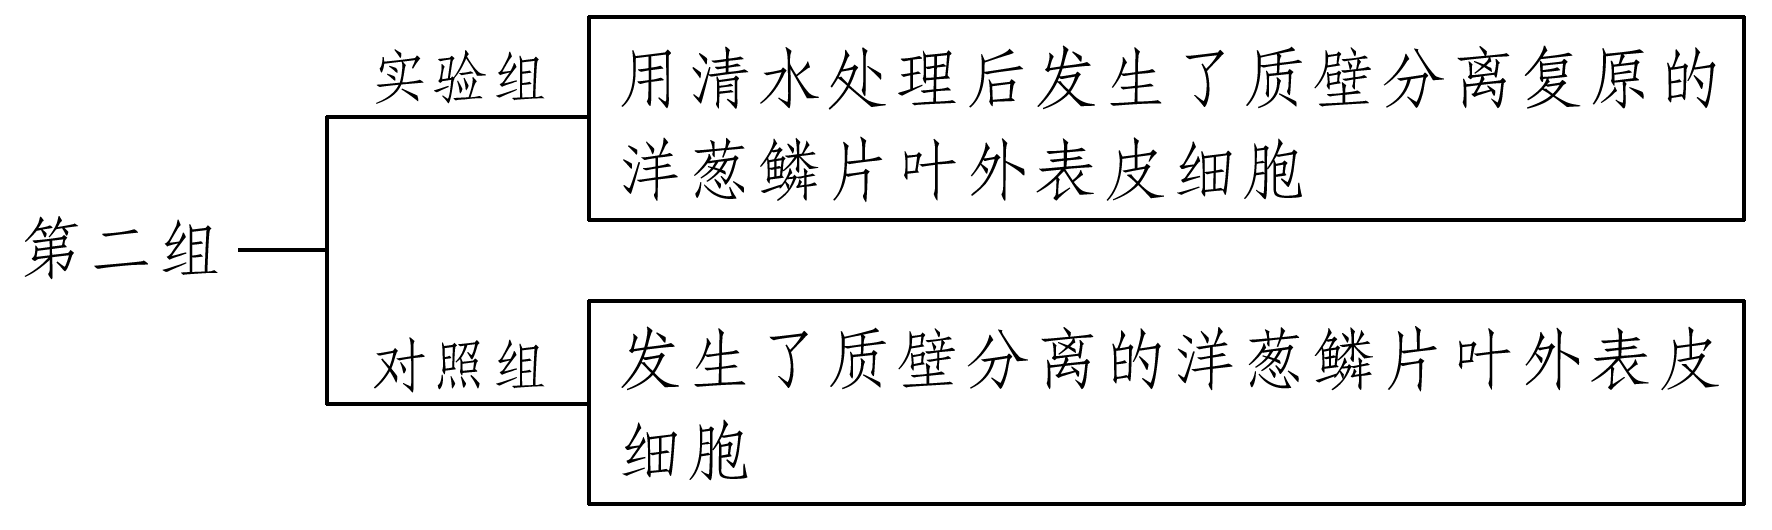 实验组
用清水处理后发生了质壁分离复原的
洋葱鳞片叶外表皮细胞
第二组
对照组
发生了质壁分离的洋葱鳞片叶外表皮
细胞